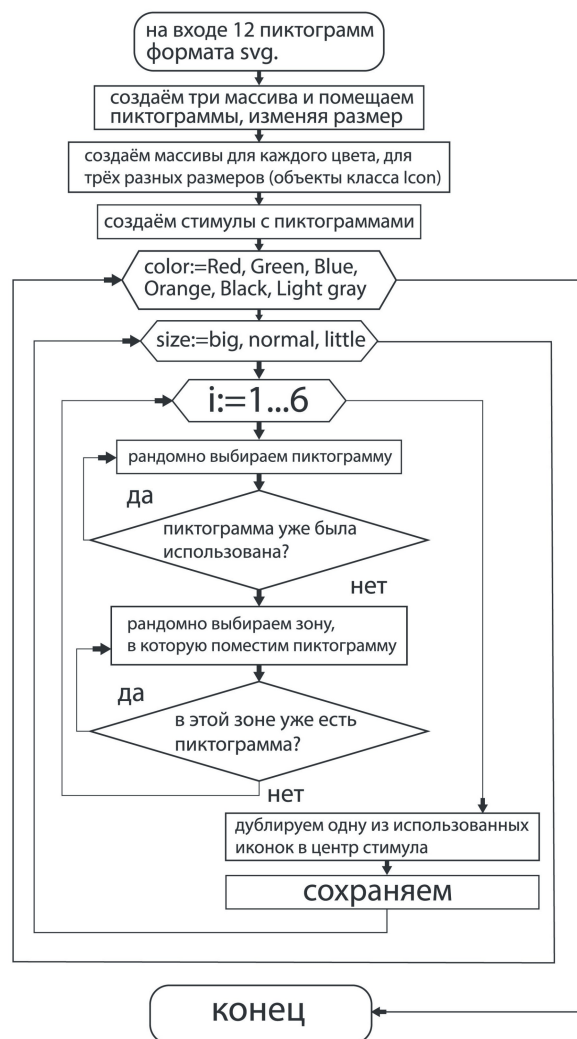 на входе 12 пиктограмм
формата svg.
создаём три массива и помещаем
пиктограммы, изменяя размер
создаём массивы для каждого цвета, для
трёх разных размеров (объекты класса Icon)
создаём стимулы с пиктограммами
color:=Red, Green, Blue,
Orange, Black, Light gray
size:=big, normal, little
i:=1...6
рандомно выбираем пиктограмму
да
пиктограмма уже была
использована?
нет
рандомно выбираем зону,
в которую поместим пиктограмму
да
в этой зоне уже есть
пиктограмма?
нет
дублируем одну из использованных
иконок в центр стимула
сохраняем
конец